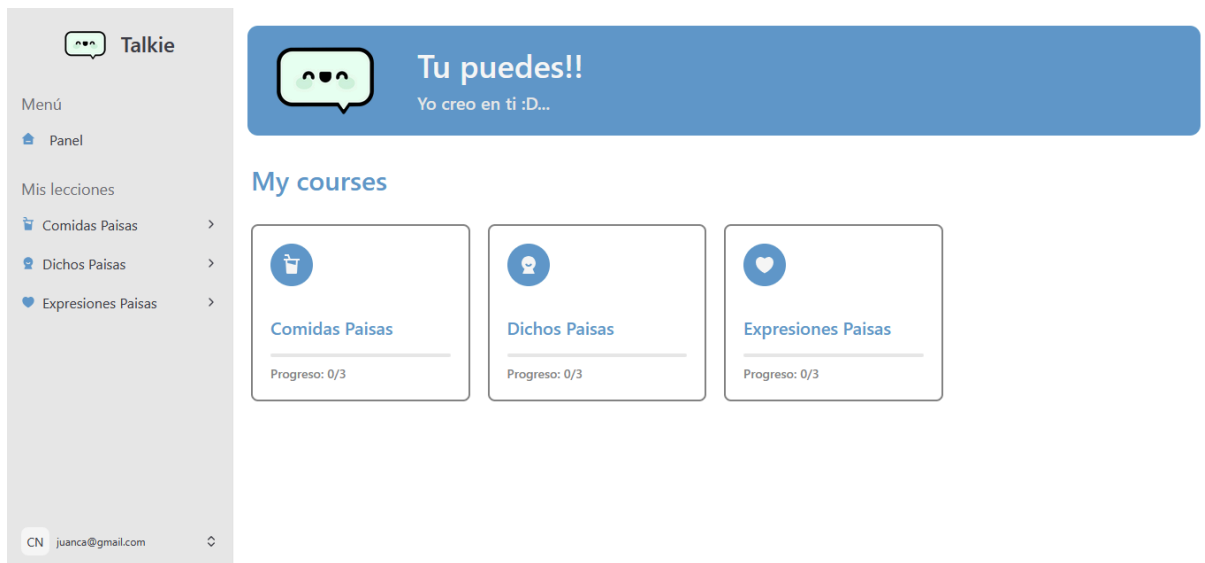 Talkie
Menú
Panel
Mis lecciones
Comidas Paisas
Dichos Paisas
Expresiones Paisas
CN juanca@gmail.com
Tu puedes!!
Yo creo en ti :D...
My courses
Comidas Paisas
Progreso: 0/3
Dichos Paisas
Progreso: 0/3
Expresiones Paisas
Progreso: 0/3